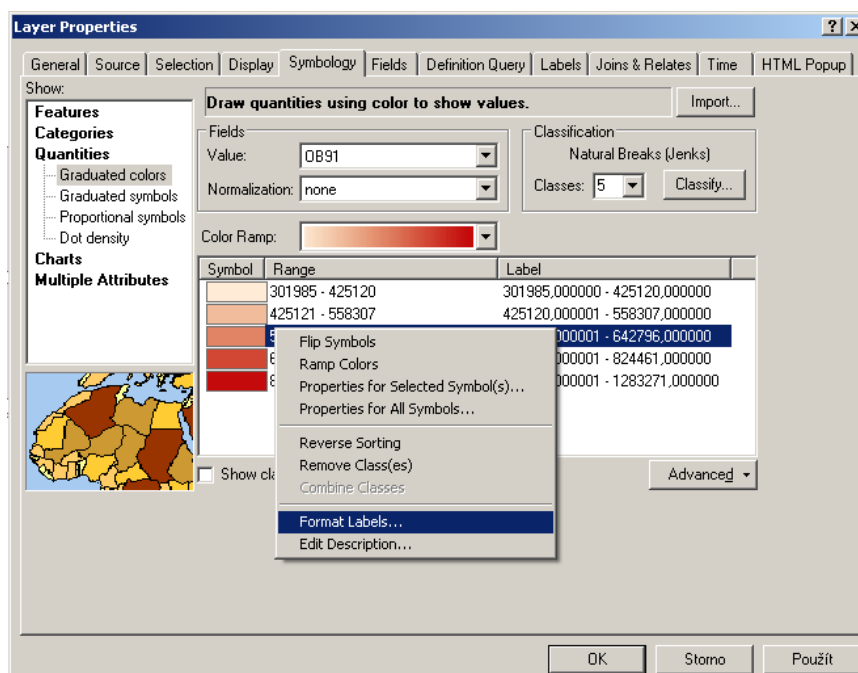 Layer Properties
General Source Selection Display Symbology Fields Definition Query Labels Joins & Relates Time HTML Popup
Show:
Features
Categories
Quantities
Graduated colors
Graduated symbols
Proportional symbols
Dot density
Charts
Multiple Attributes
Draw quantities using color to show values.
Import...
Fields
Value: OB91
Normalization: none
Classification
Natural Breaks (Jenks)
Classes: 5 Classify...
Color Ramp:
Symbol Range Label
301985 - 425120 301985,000000 - 425120,000000
425121 - 558307 425120,000001 - 558307,000000
5 000001 - 642796,000000
6 000001 - 824461,000000
8 000001 - 1283271,000000
Flip Symbols
Ramp Colors
Properties for Selected Symbol(s)...
Properties for All Symbols...
Reverse Sorting
Remove Class(es)
Combine Classes
Format Labels...
Edit Description...
Show cl
Advanced
OK Storno Použít